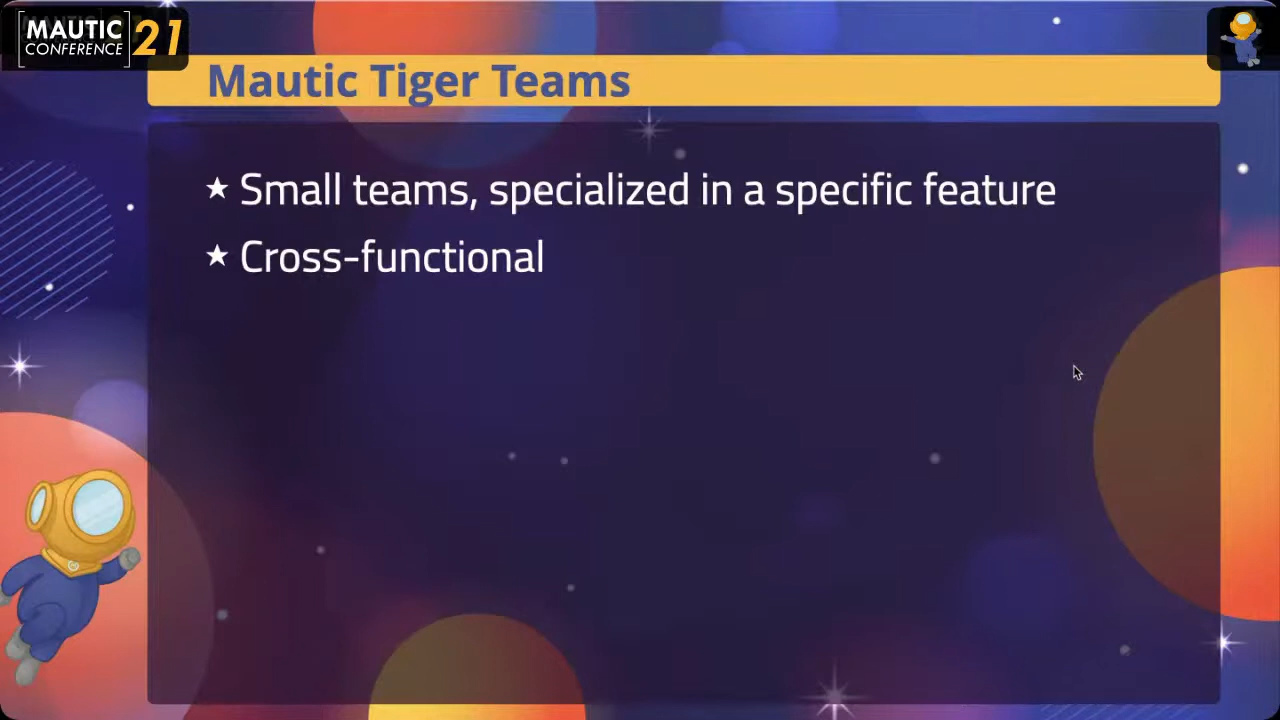 MAUTIC
CONFERENCE
21
Mautic Tiger Teams
★ Small teams, specialized in a specific feature
★ Cross-functional